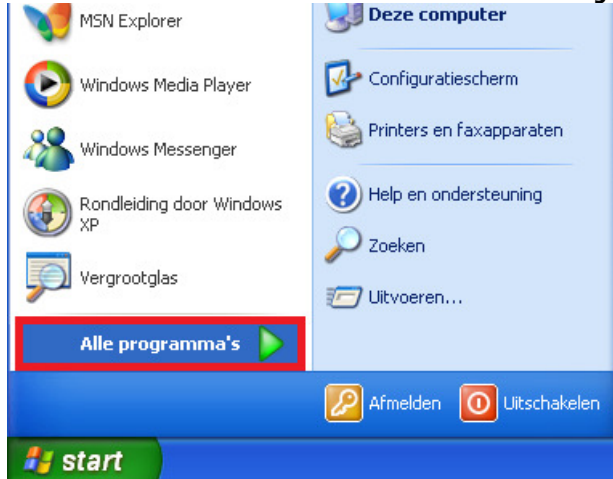 MSN Explorer
Windows Media Player
Windows Messenger
Rondleiding door Windows
XP
Vergrootglas
Alle programma's
Deze computer
Configuratiescherm
Printers en faxapparaten
Help en ondersteuning
Zoeken
Uitvoeren...
Afmelden
Uitschakelen
start